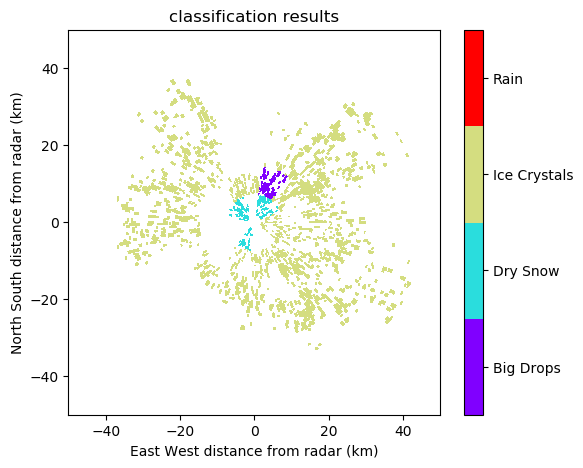 classification results
North South distance from radar (km)
40
20
0
−20
−40
−40
−20
0
20
40
East West distance from radar (km)
Rain
Ice Crystals
Dry Snow
Big Drops